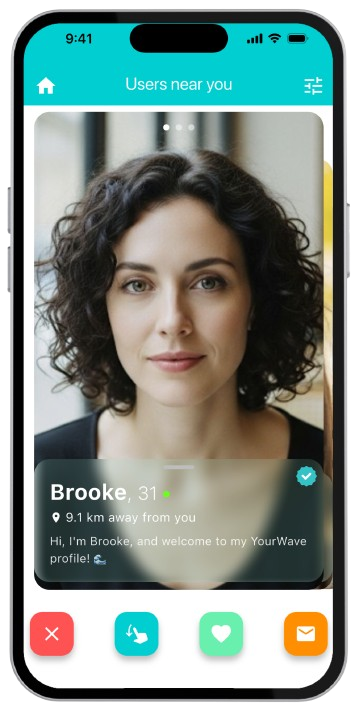 9:41
Users near you
Brooke, 31
9.1 km away from you
Hi, I'm Brooke, and welcome to my YourWave
profile! 🌊